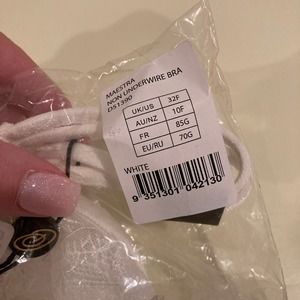 MAESTRA
NON UNDERWIRE BRA
DS1390
UK/US 32F
AU/NZ 10F
FR 85G
EU/RU 70G
WHITE
9 351301 042130